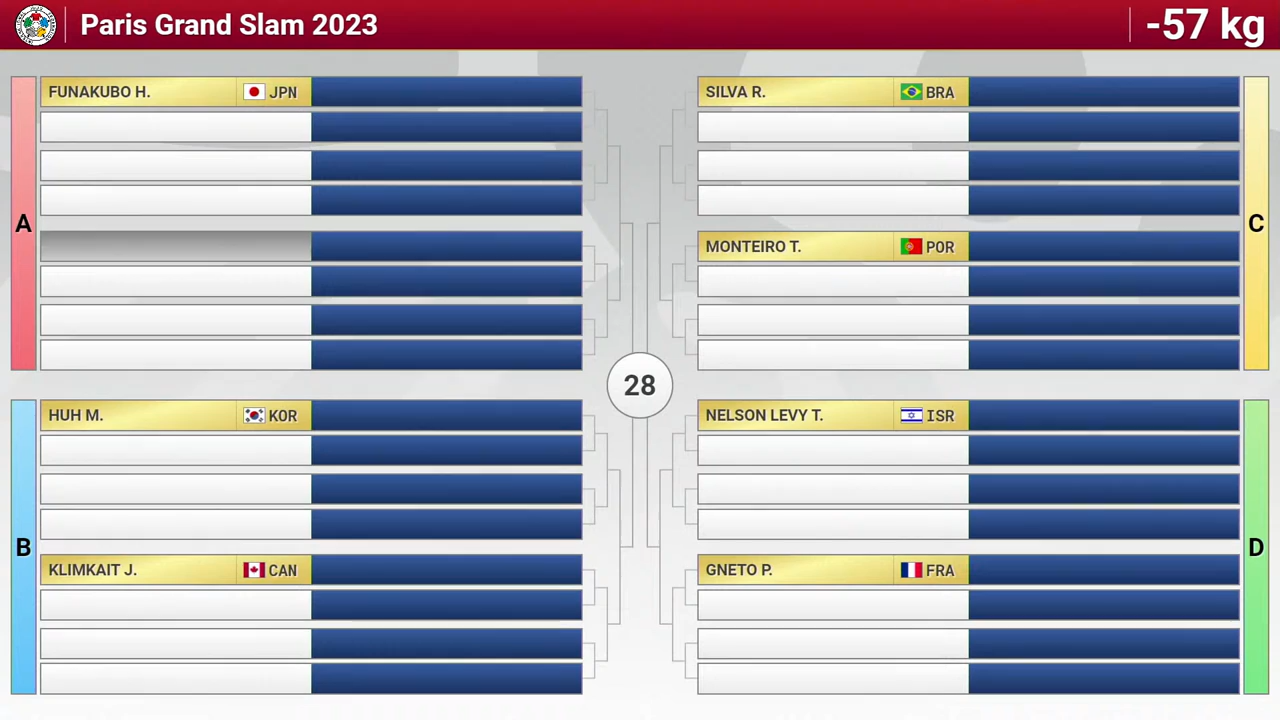 Paris Grand Slam 2023
-57 kg
A
FUNAKUBO H. JPN
B
HUH M. KOR
KLIMKAIT J. CAN
28
C
SILVA R. BRA
MONTEIRO T. POR
D
NELSON LEVY T. ISR
GNETO P. FRA